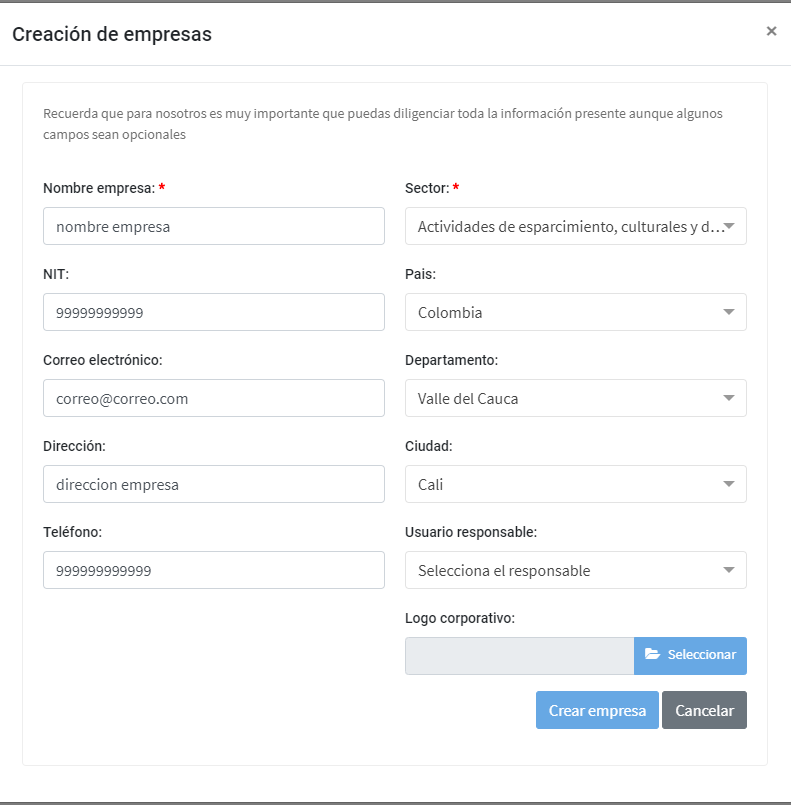 Creación de empresas
×
Recuerda que para nosotros es muy importante que puedas diligenciar toda la información presente aunque algunos
campos sean opcionales
Nombre empresa: *
nombre empresa
Sector: *
Actividades de esparcimiento, culturales y d...
NIT:
99999999999
Pais:
Colombia
Correo electrónico:
correo@correo.com
Departamento:
Valle del Cauca
Dirección:
direccion empresa
Ciudad:
Cali
Teléfono:
999999999999
Usuario responsable:
Selecciona el responsable
Logo corporativo:
Seleccionar
Crear empresa
Cancelar